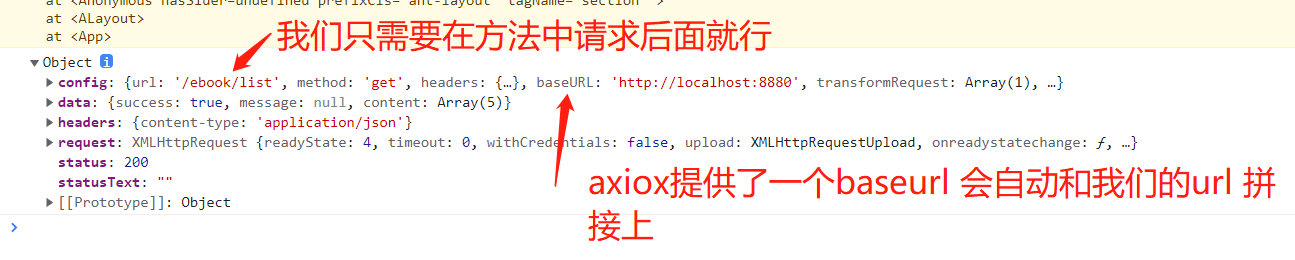 at <Anonymous hasSider=undefined prefixCls="ant-layout" tagName="section" >
at <ALayout>
at <App>
我们只需要在方法中请求后面就行
Object i
config: {url: '/ebook/list', method: 'get', headers: {…}, baseURL: 'http://localhost:8880', transformRequest: Array(1), …}
data: {success: true, message: null, content: Array(5)}
headers: {content-type: 'application/json'}
request: XMLHttpRequest {readyState: 4, timeout: 0, withCredentials: false, upload: XMLHttpRequestUpload, onreadystatechange: ƒ, …}
status: 200
statusText: ""
[[Prototype]]: Object
axiox提供了一个baseurl 会自动和我们的url 拼
接上